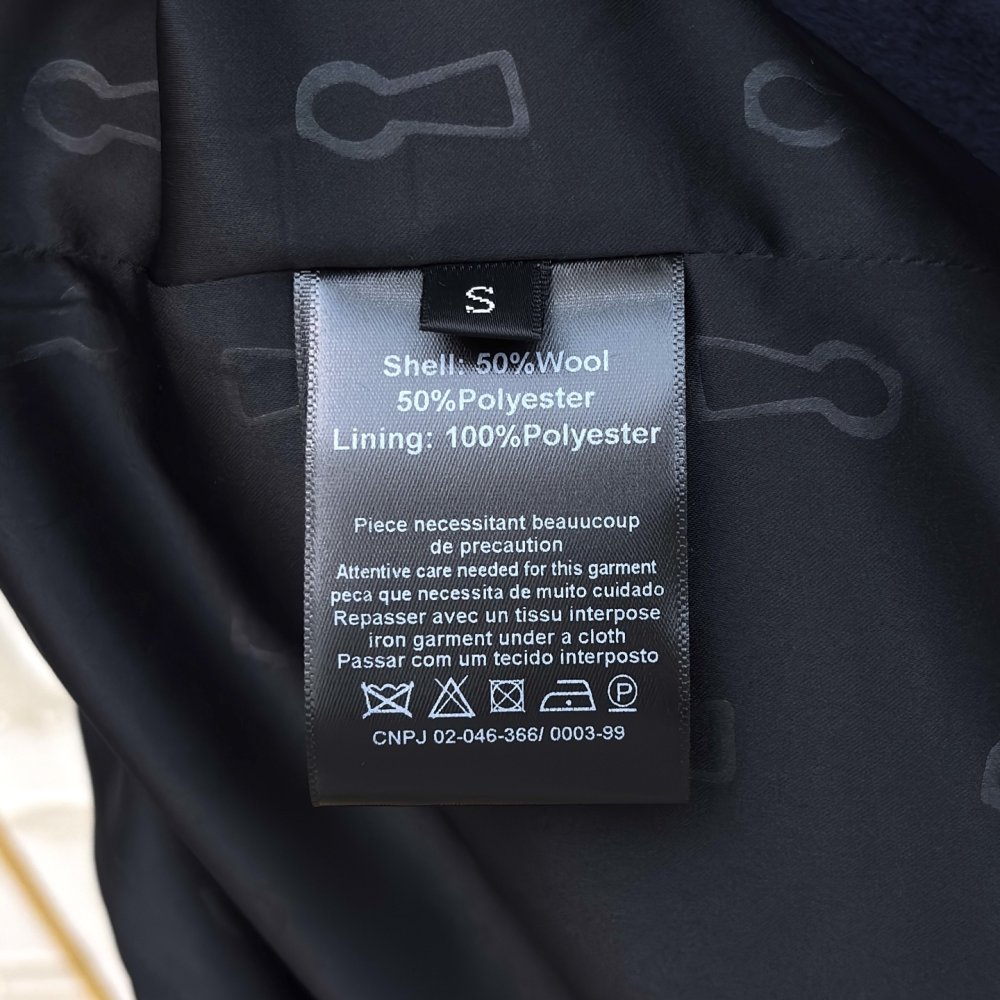 S
Shell: 50%Wool
50%Polyester
Lining: 100%Polyester
Piece necessitant beauucoup
de precaution
Attentive care needed for this garment
peca que necessita de muito cuidado
Repasser avec un tissu interpose
iron garment under a cloth
Passar com um tecido interposto
P
CNPJ 02-046-366/ 0003-99